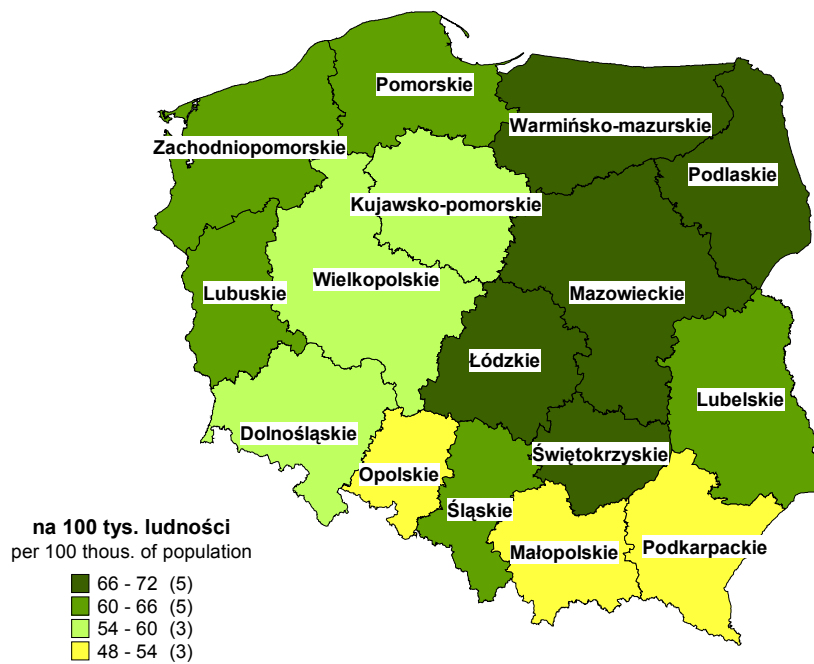 Pomorskie
Warmińsko-mazurskie
Zachodniopomorskie
Podlaskie
Kujawsko-pomorskie
Wielkopolskie
Lubuskie
Mazowieckie
Łódzkie
Lubelskie
Dolnośląskie
Świętokrzyskie
Opolskie
Śląskie
Małopolskie
Podkarpackie
na 100 tys. ludności
per 100 thous. of population
66 - 72 (5)
60 - 66 (5)
54 - 60 (3)
48 - 54 (3)